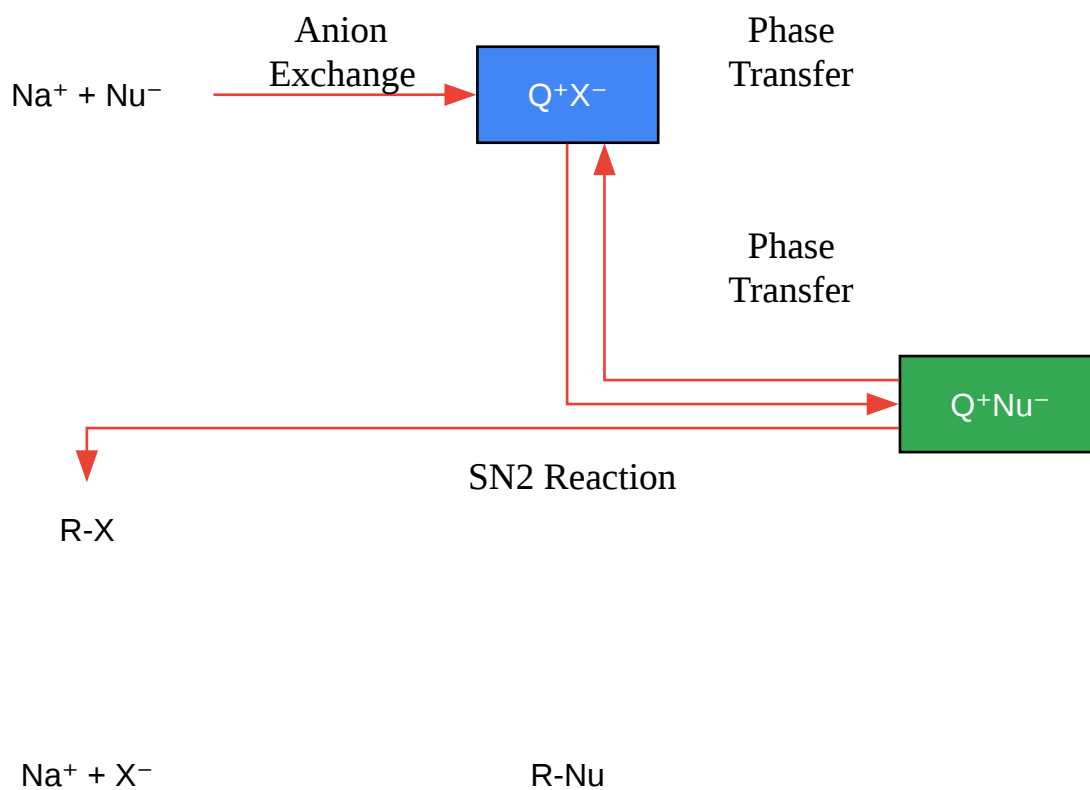 Anion
Exchange
Phase
Transfer
Na⁺ + Nu⁻
Q⁺X⁻
Phase
Transfer
Q⁺Nu⁻
SN2 Reaction
R-X
Na⁺ + X⁻
R-Nu